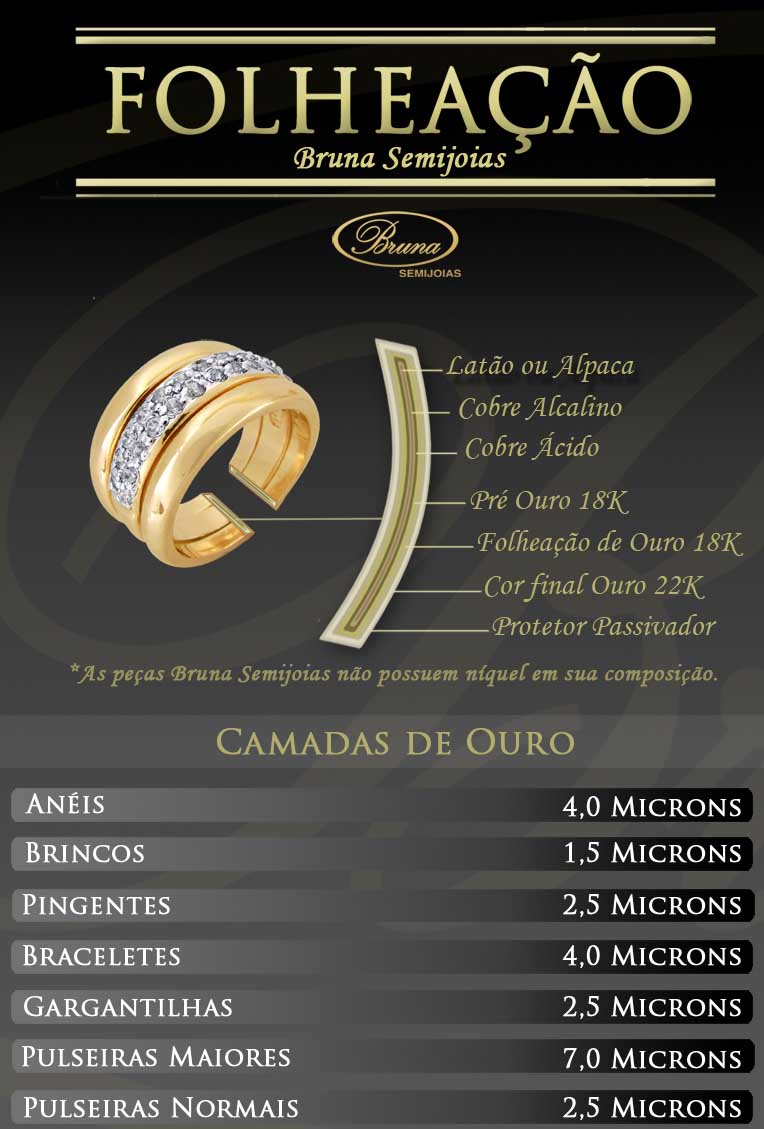 FOLHEAÇÃO
Bruna Semijoias
Bruna
SEMIJOIAS
Latão ou Alpaca
Cobre Alcalino
Cobre Ácido
Pré Ouro 18K
Folheação de Ouro 18K
Cor final Ouro 22K
Protetor Passivador
*As peças Bruna Semijoias não possuem níquel em sua composição.
CAMADAS DE OURO
ANÉIS 4,0 MICRONS
BRINCOS 1,5 MICRONS
PINGENTES 2,5 MICRONS
BRACELETES 4,0 MICRONS
GARGANTILHAS 2,5 MICRONS
PULSEIRAS MAIORES 7,0 MICRONS
PULSEIRAS NORMAIS 2,5 MICRONS